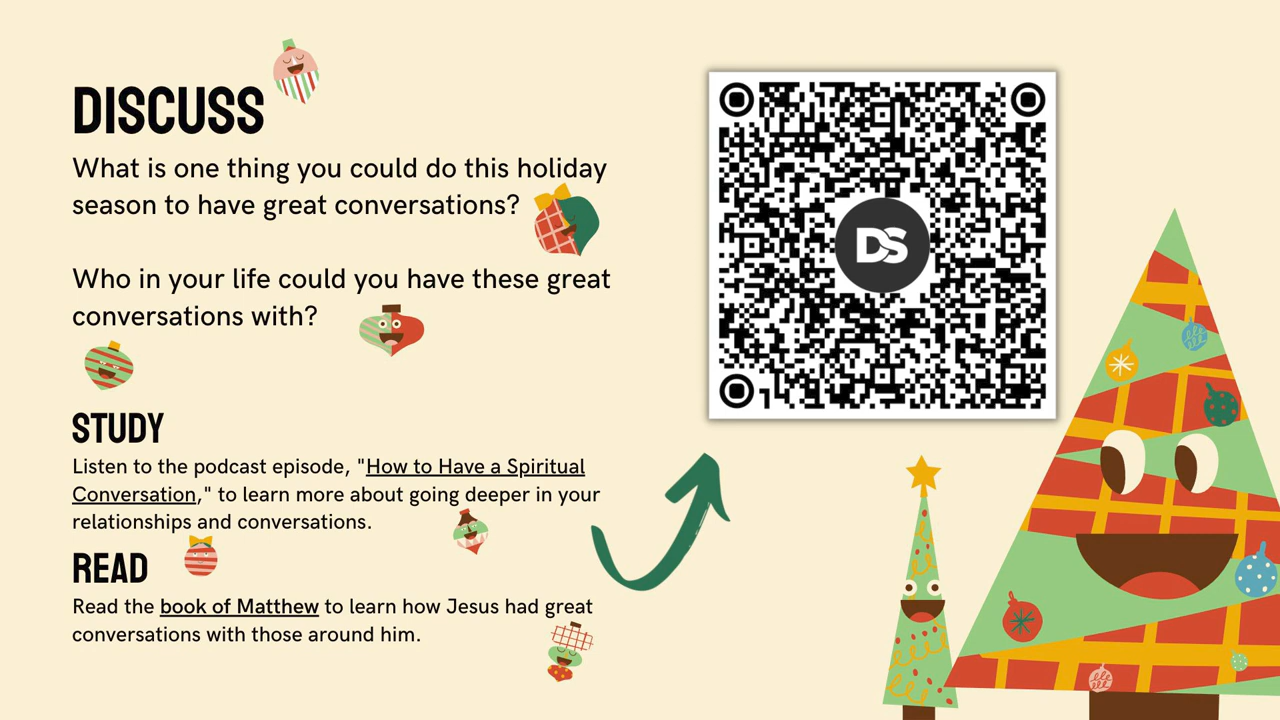 DISCUSS
What is one thing you could do this holiday
season to have great conversations?
Who in your life could you have these great
conversations with?
STUDY
Listen to the podcast episode, "How to Have a Spiritual
Conversation," to learn more about going deeper in your
relationships and conversations.
READ
Read the book of Matthew to learn how Jesus had great
conversations with those around him.
DS